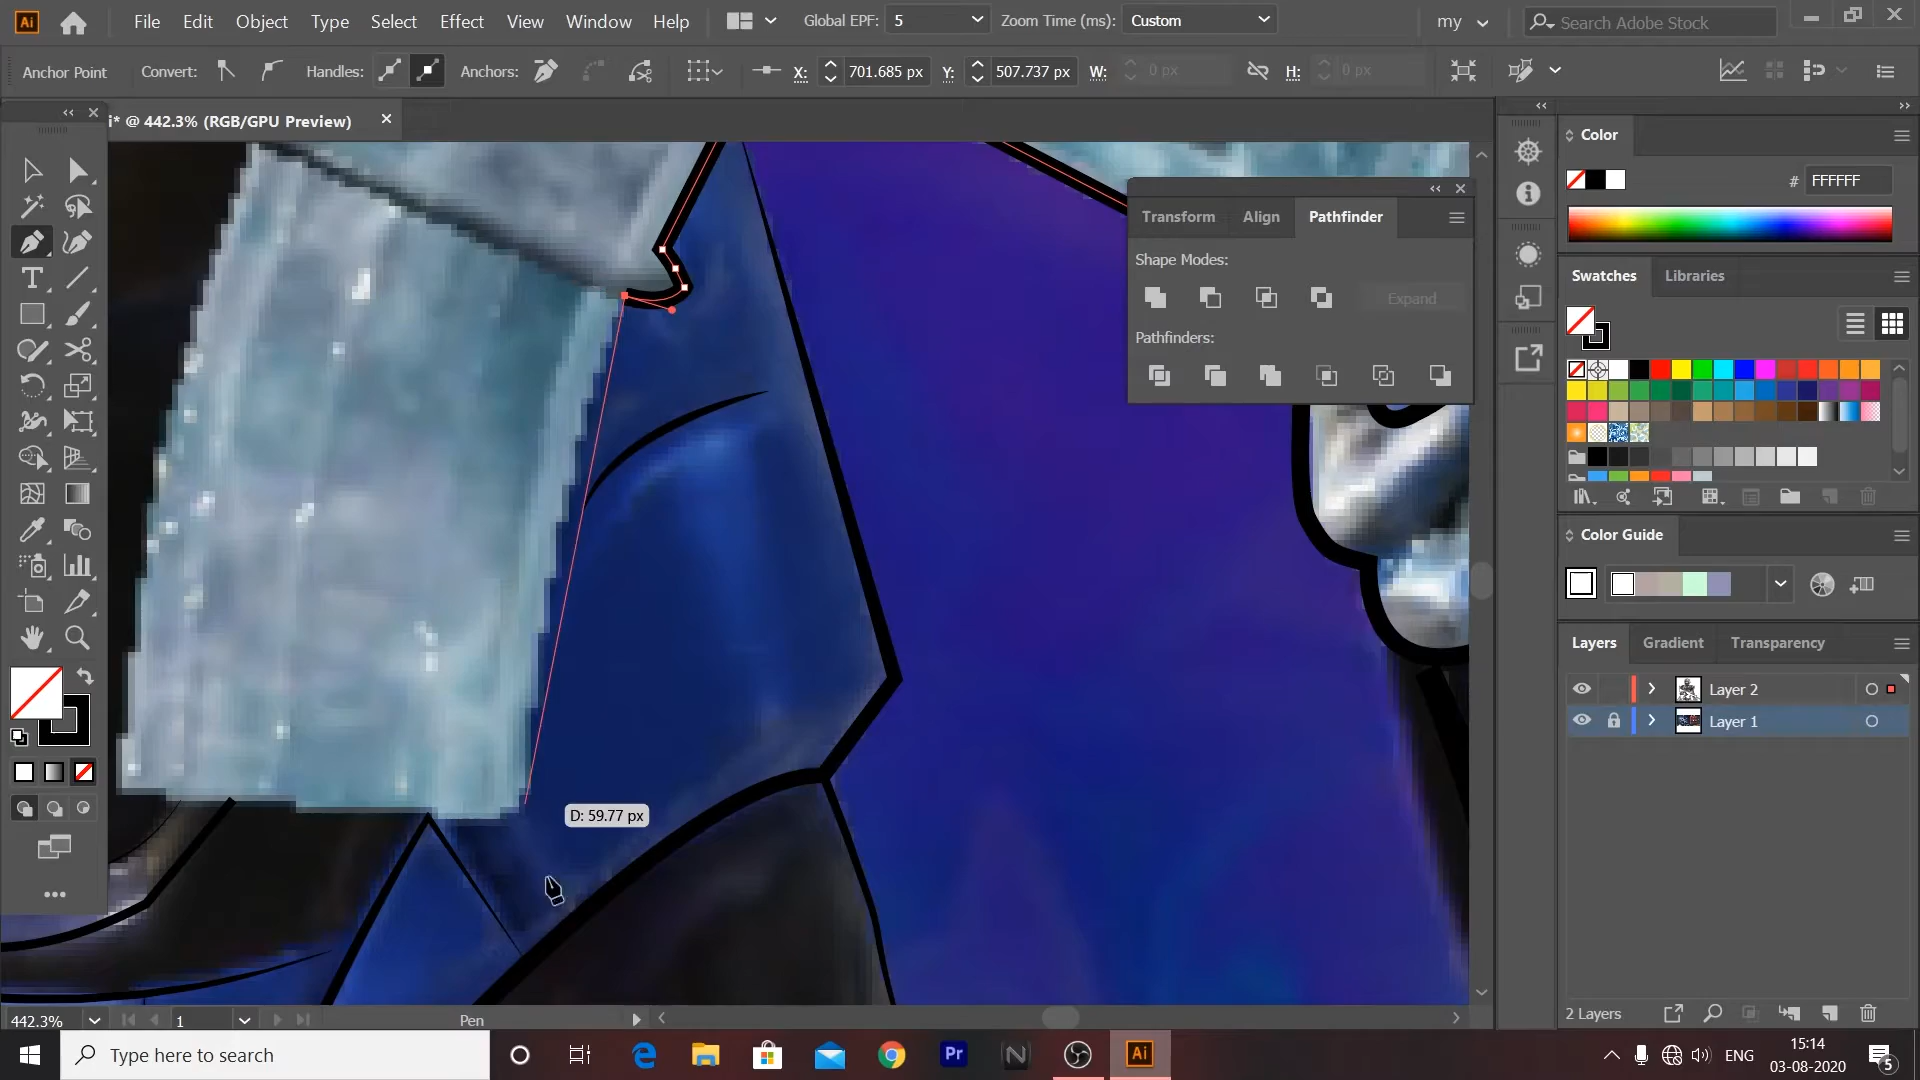 Ai File Edit Object Type Select Effect View Window Help Global EPF: 5 Zoom Time (ms): Custom my Search Adobe Stock
Anchor Point Convert: Handles: Anchors: X: 701.685 px Y: 507.737 px W: 0 px H: 0 px
i* @ 442.3% (RGB/GPU Preview)
Color
# FFFFFF
Transform Align Pathfinder
Shape Modes:
Expand
Pathfinders:
Swatches Libraries
Color Guide
Layers Gradient Transparency
Layer 2
Layer 1
D: 59.77 px
2 Layers
442.3% 1 Pen
Type here to search
Pr N Ai
ENG
15:14
03-08-2020
5